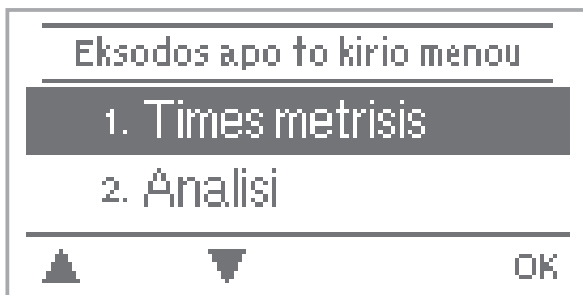 Eksodos apo to kirio menou
1. Times metrisis
2. Analisi
▲ ▼ OK